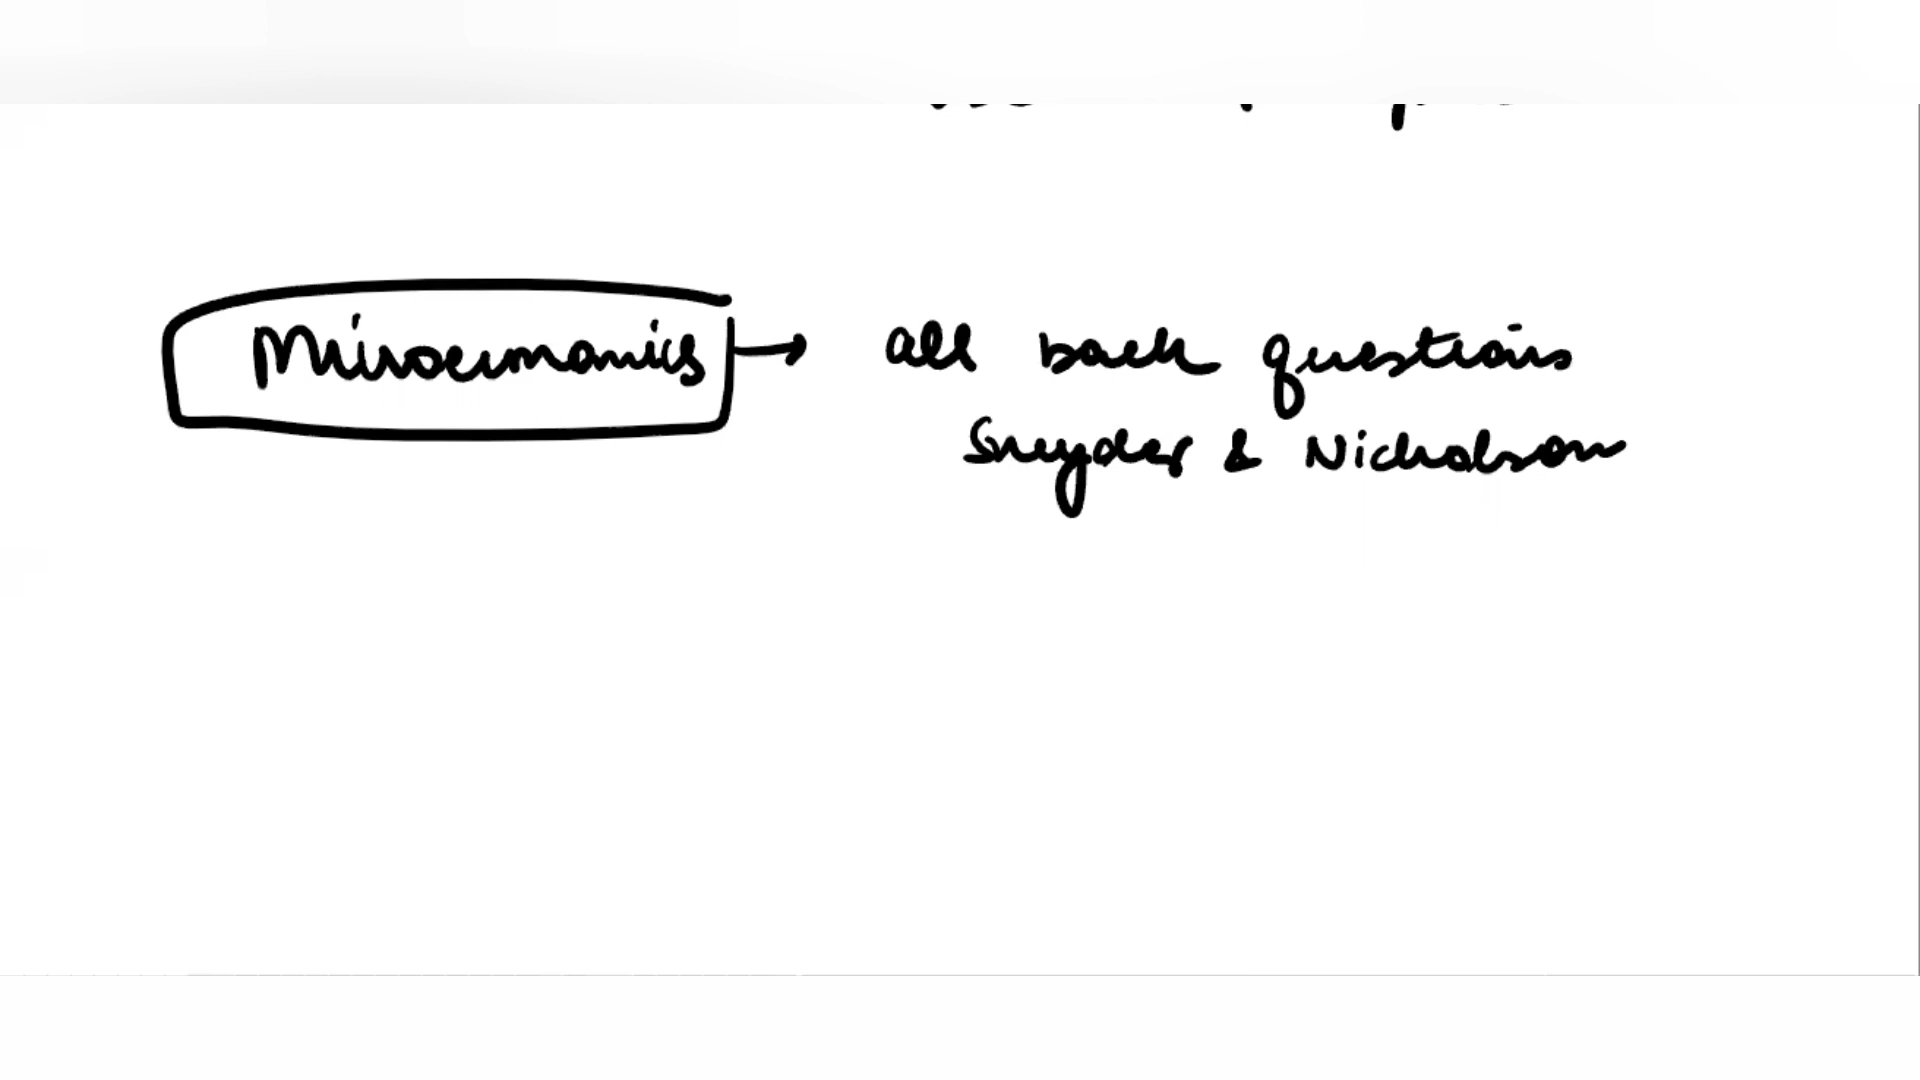 Microeconomics → all back questions
Snyder & Nicholson